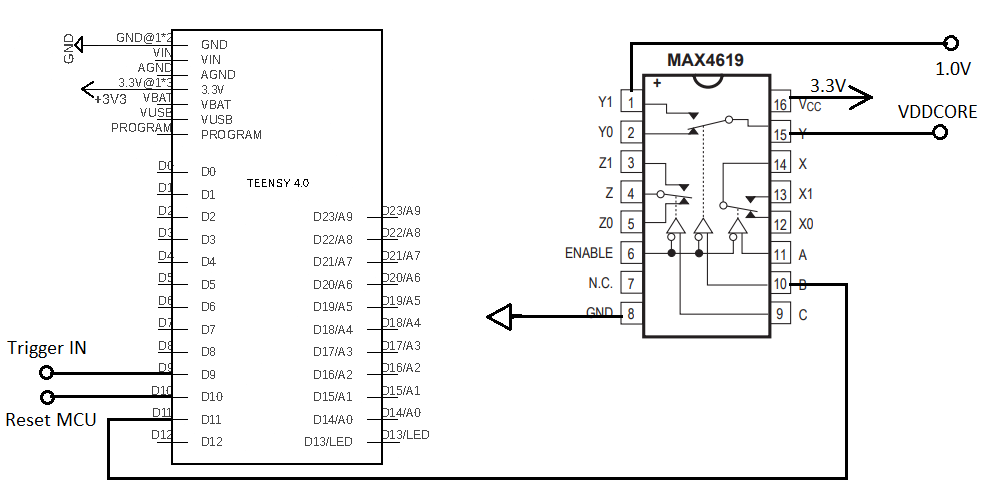 GND
GND@1*2
VIN
AGND
3.3V@1*3
+3V3
VBAT
VUSB
PROGRAM
GND
VIN
AGND
3.3V
VBAT
VUSB
PROGRAM
TEENSY 4.0
D0 D0
D1 D1
D2 D2 D23/A9 D23/A9
D3 D3 D22/A8 D22/A8
D4 D4 D21/A7 D21/A7
D5 D5 D20/A6 D20/A6
D6 D6 D19/A5 D19/A5
D7 D7 D18/A4 D18/A4
D8 D8 D17/A3 D17/A3
Trigger IN
D9 D9 D16/A2 D16/A2
D10 D10 D15/A1 D15/A1
Reset MCU
D11 D11 D14/A0 D14/A0
D12 D12 D13/LED D13/LED
MAX4619
1.0V
3.3V
VDDCORE
+
Y1 1 16 VCC
Y0 2 15 Y
Z1 3 14 X
Z 4 13 X1
Z0 5 12 X0
ENABLE 6 11 A
N.C. 7 10 B
GND 8 9 C